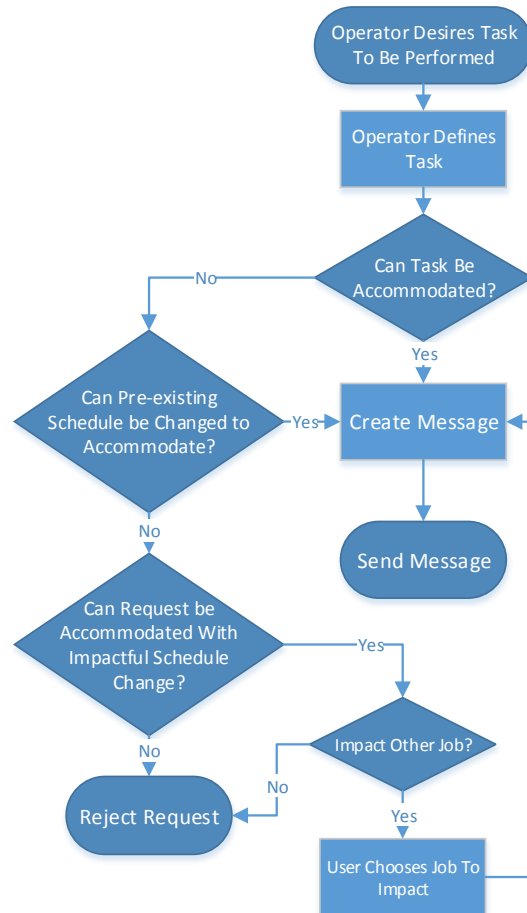 Operator Desires Task
To Be Performed
Operator Defines
Task
Can Task Be
Accommodated?
No
Yes
Can Pre-existing
Schedule be Changed to
Accommodate?
Yes
Create Message
No
Send Message
Can Request be
Accommodated With
Impactful Schedule
Change?
Yes
No
Impact Other Job?
No
Reject Request
Yes
User Chooses Job To
Impact